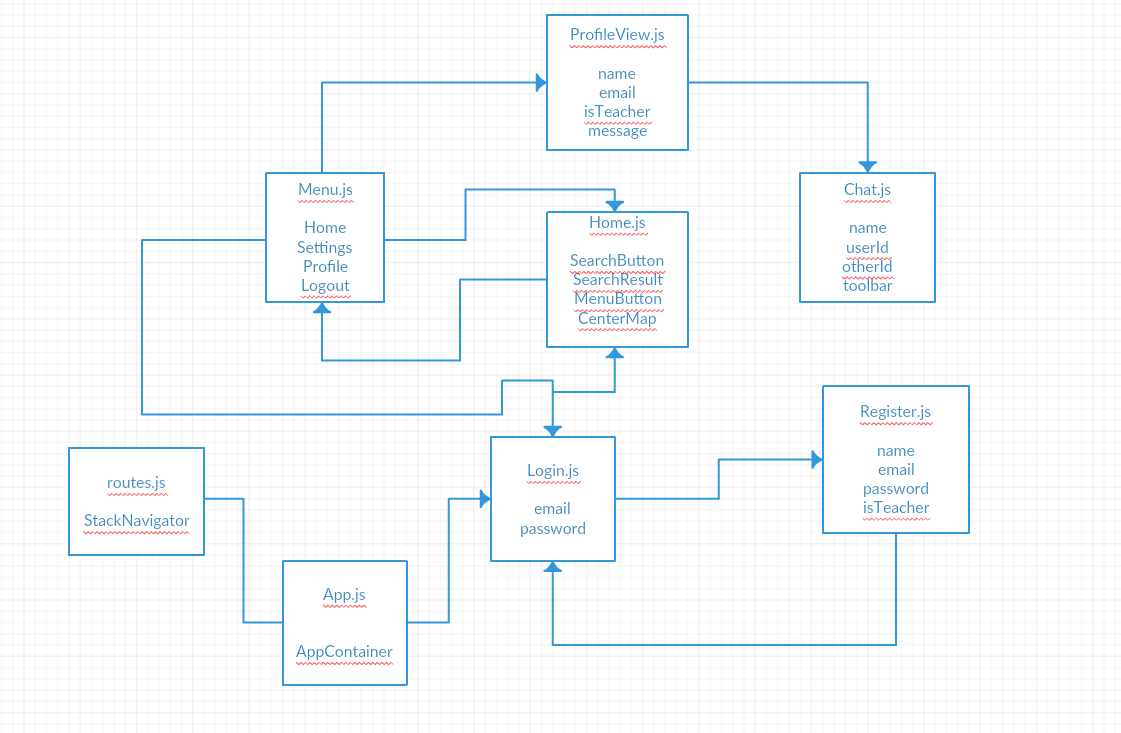 ProfileView.js
name
email
isTeacher
message
Menu.js
Home
Settings
Profile
Logout
Home.js
SearchButton
SearchResult
MenuButton
CenterMap
Chat.js
name
userId
otherId
toolbar
Register.js
name
email
password
isTeacher
routes.js
StackNavigator
Login.js
email
password
App.js
AppContainer